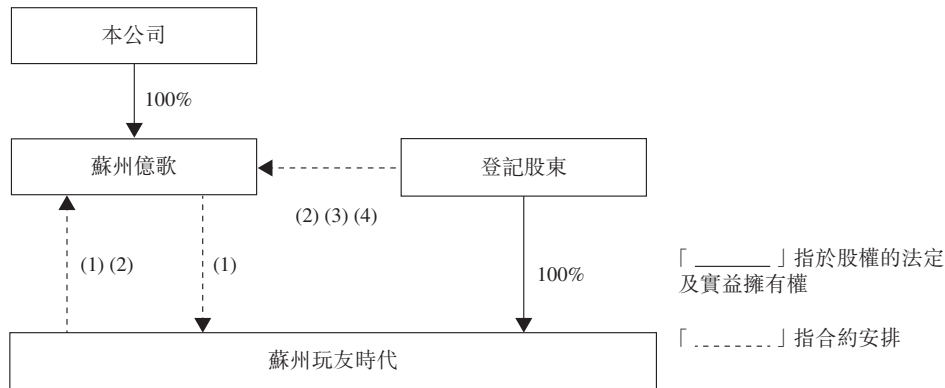 本公司
100%
蘇州億歌
登記股東
(2) (3) (4)
(1) (2)
(1)
100%
「________」指於股權的法定
及實益擁有權
「........」指合約安排
蘇州玩友時代